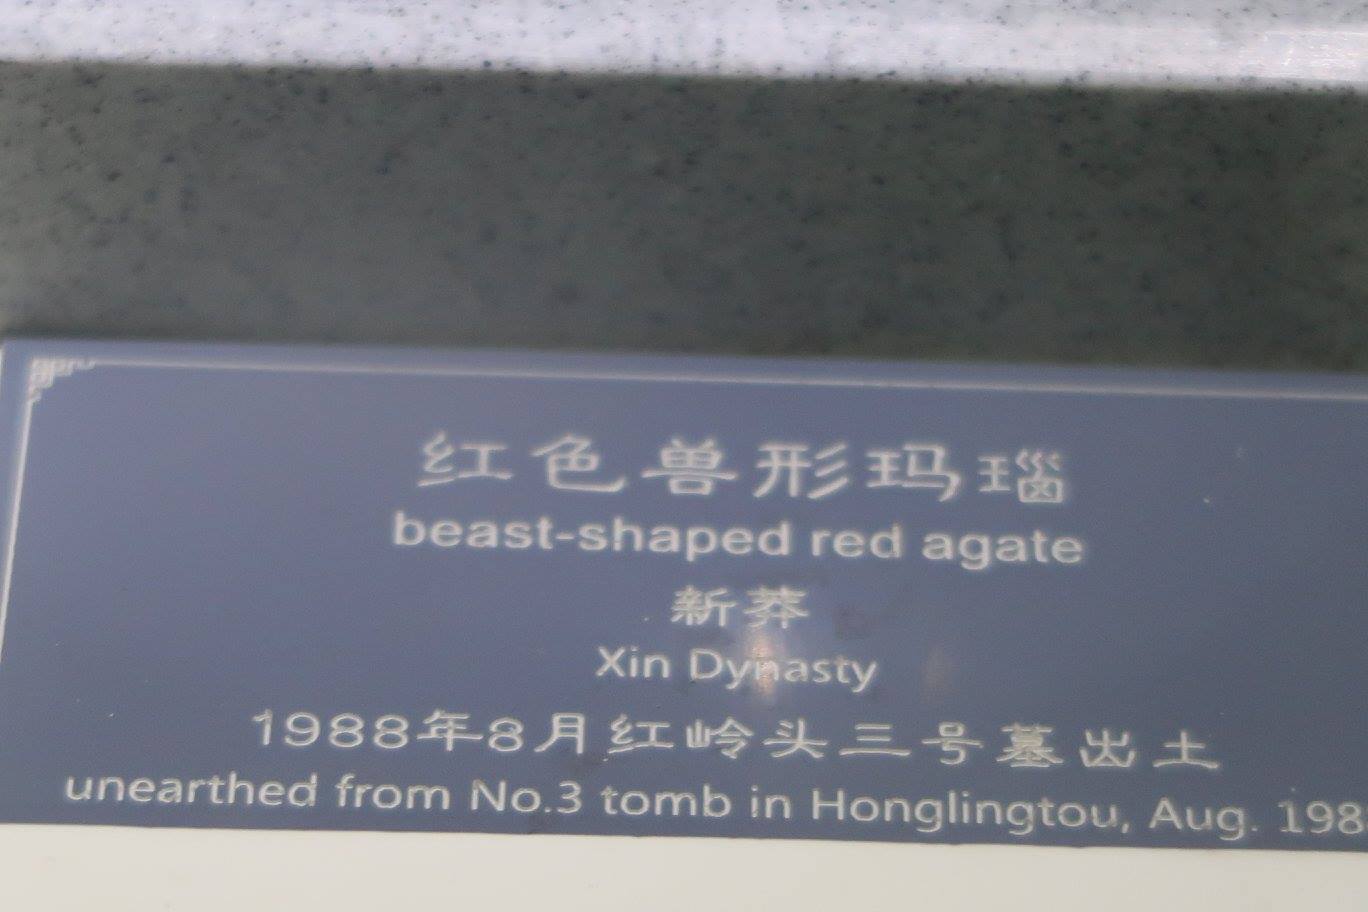 红色兽形玛瑙
beast-shaped red agate
新莽
Xin Dynasty
1988年8月红岭头三号墓出土
unearthed from No.3 tomb in Honglingtou, Aug. 198